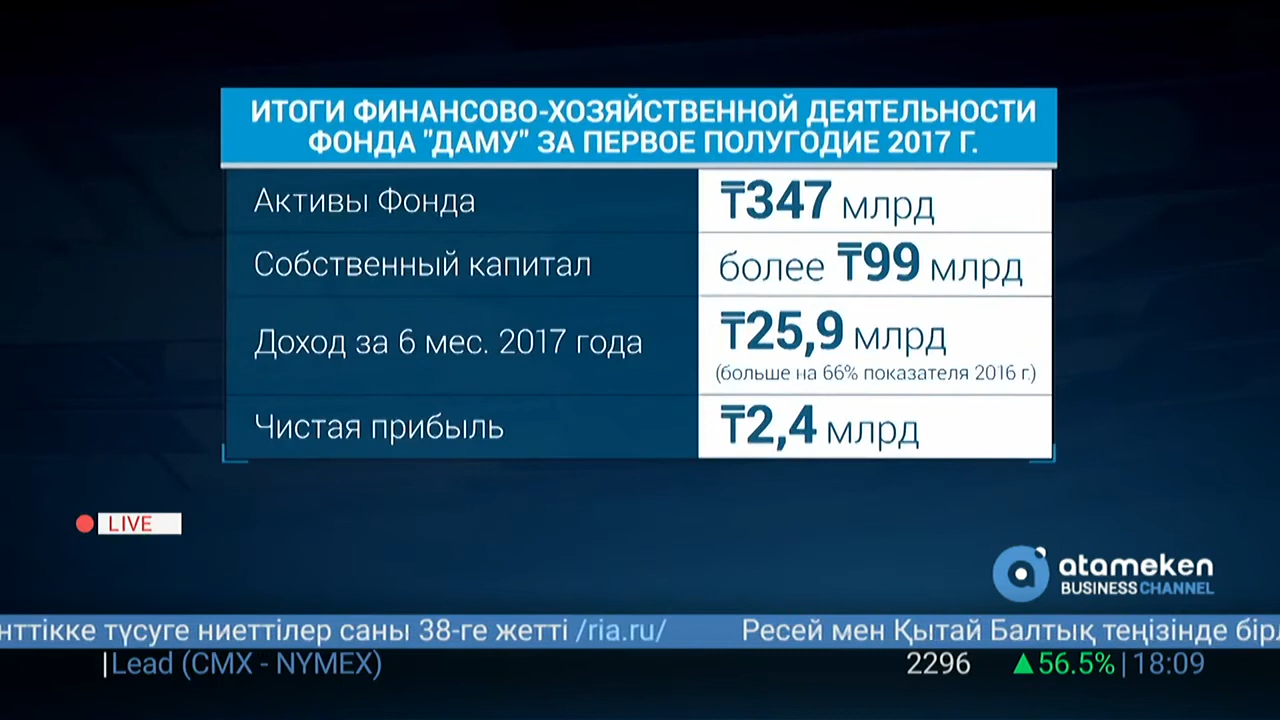 ИТОГИ ФИНАНСОВО-ХОЗЯЙСТВЕННОЙ ДЕЯТЕЛЬНОСТИ
ФОНДА "ДАМУ" ЗА ПЕРВОЕ ПОЛУГОДИЕ 2017 Г.
Активы Фонда ₸347 млрд
Собственный капитал более ₸99 млрд
Доход за 6 мес. 2017 года ₸25,9 млрд
(больше на 66% показателя 2016 г.)
Чистая прибыль ₸2,4 млрд
LIVE
atameken
BUSINESS CHANNEL
нттікке түсуге ниеттілер саны 38-ге жетті /ria.ru/ Ресей мен Қытай Балтық теңізінде бірл
|Lead (CMX - NYMEX) 2296 ▲56.5% | 18:09